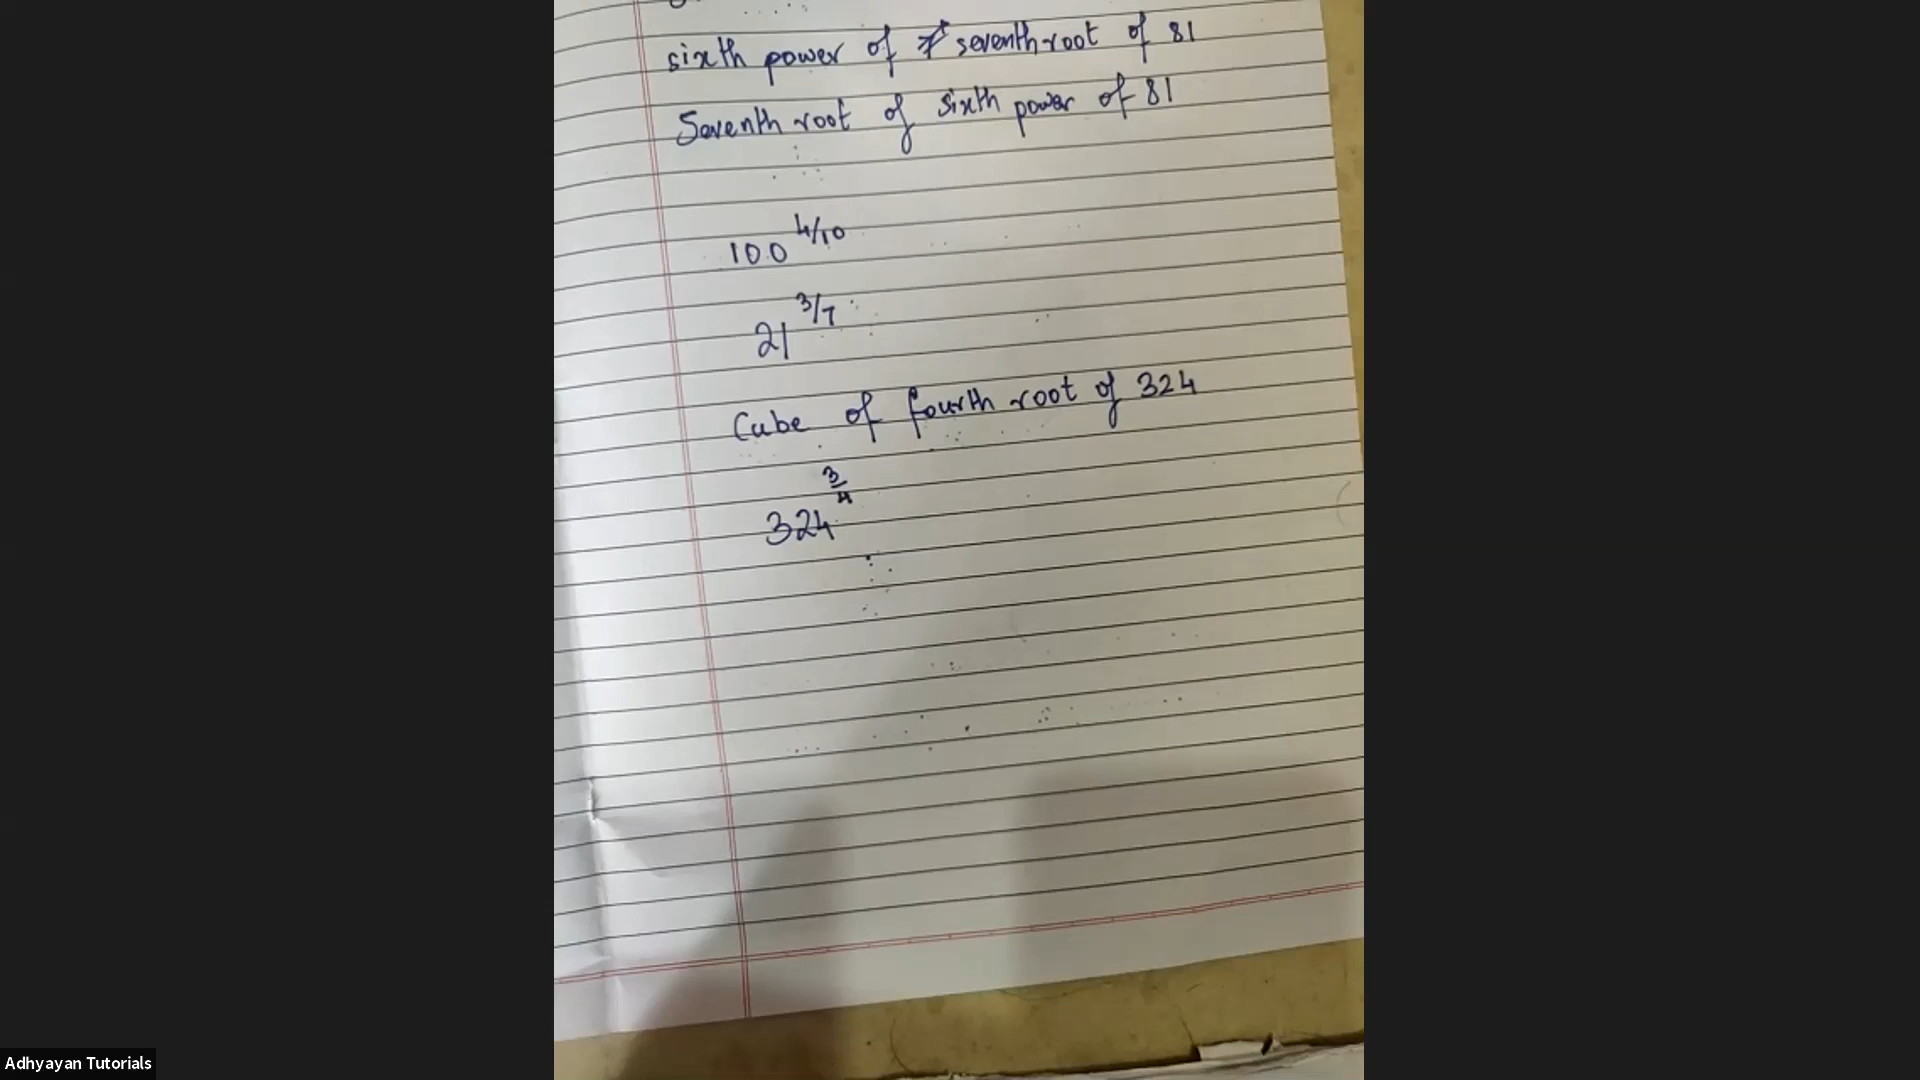 sixth power of seventh root of 81
Seventh root of sixth power of 81
100^4/10
21^3/7
Cube of fourth root of 324
324^3/4
Adhyayan Tutorials